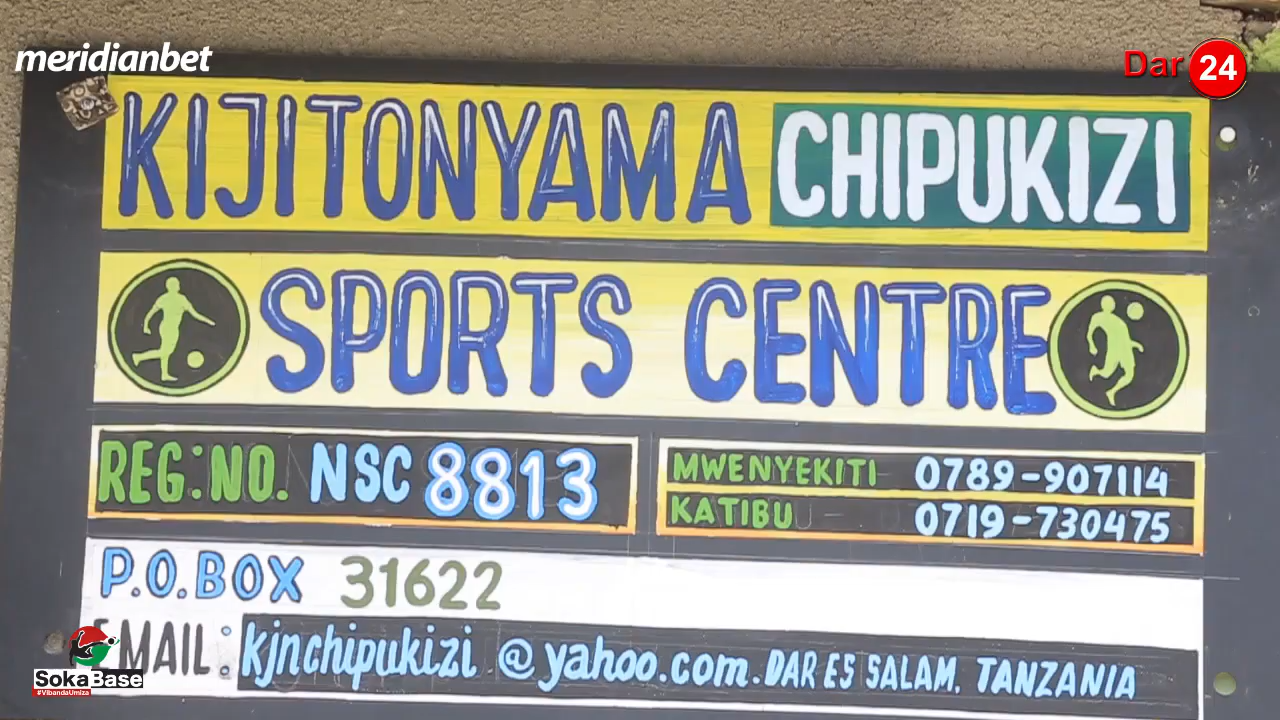 meridianbet
Dar 24
KIJITONYAMA CHIPUKIZI
SPORTS CENTRE
REG:NO. NSC 8813
MWENYEKITI 0789-907114
KATIBU 0719-730475
P.O.BOX 31622
EMAIL: kjnchipukizi @yahoo.com. DAR ES SALAM, TANZANIA
SokaBase
#VibandaUmiza